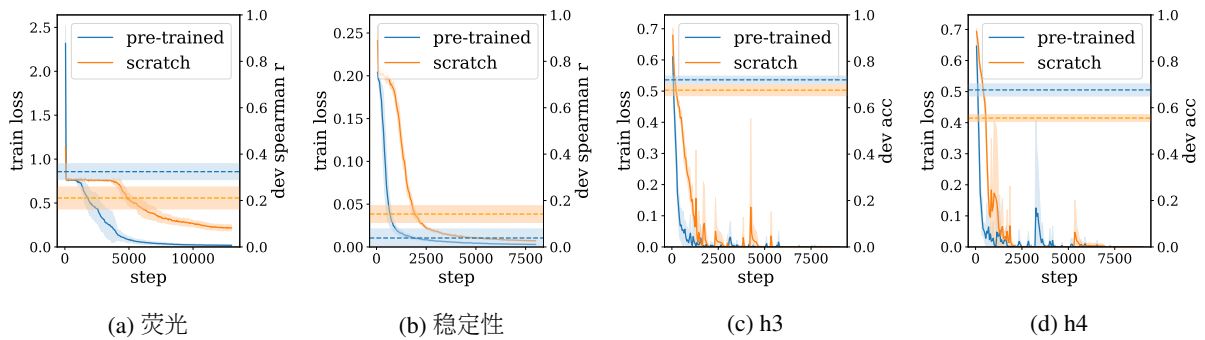 2.5
2.0
1.5
1.0
0.5
0.0
train loss
pre-trained
scratch
1.0
0.8
0.6
0.4
0.2
0.0
dev spearman r
0 5000 10000
step
(a) 荧光
0.25
0.20
0.15
0.10
0.05
0.00
train loss
pre-trained
scratch
1.0
0.8
0.6
0.4
0.2
0.0
dev spearman r
0 2500 5000 7500
step
(b) 稳定性
0.7
0.6
0.5
0.4
0.3
0.2
0.1
0.0
train loss
pre-trained
scratch
1.0
0.8
0.6
0.4
0.2
0.0
dev acc
0 2500 5000 7500
step
(c) h3
0.7
0.6
0.5
0.4
0.3
0.2
0.1
0.0
train loss
pre-trained
scratch
1.0
0.8
0.6
0.4
0.2
0.0
dev acc
0 2500 5000 7500
step
(d) h4